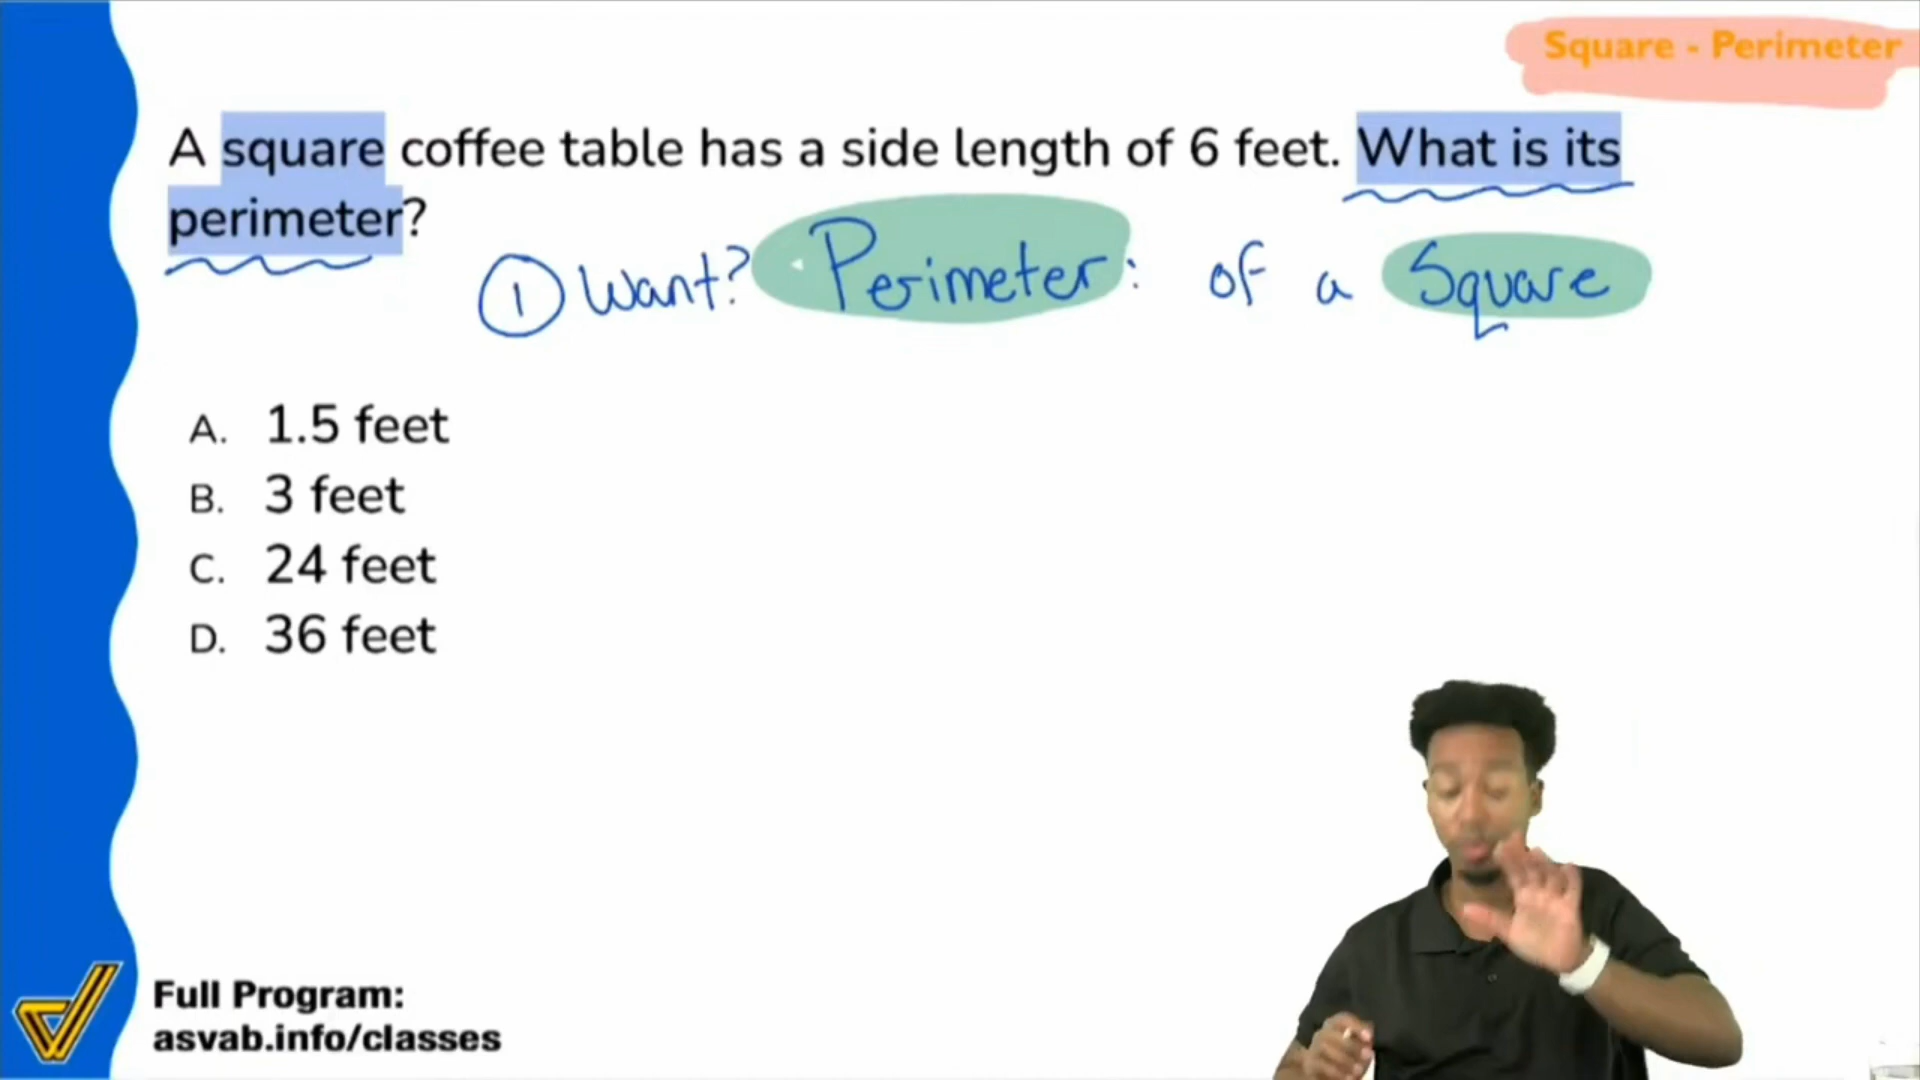 Square - Perimeter
A square coffee table has a side length of 6 feet. What is its
perimeter?
① Want? Perimeter: of a Square
A. 1.5 feet
B. 3 feet
C. 24 feet
D. 36 feet
Full Program:
asvab.info/classes